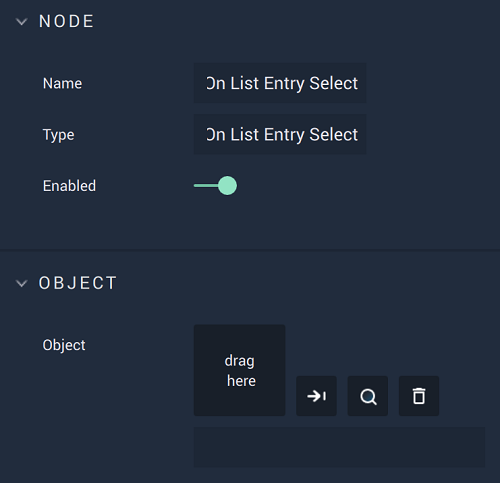 NODE
Name
On List Entry Select
Type
On List Entry Select
Enabled
OBJECT
Object
drag
here